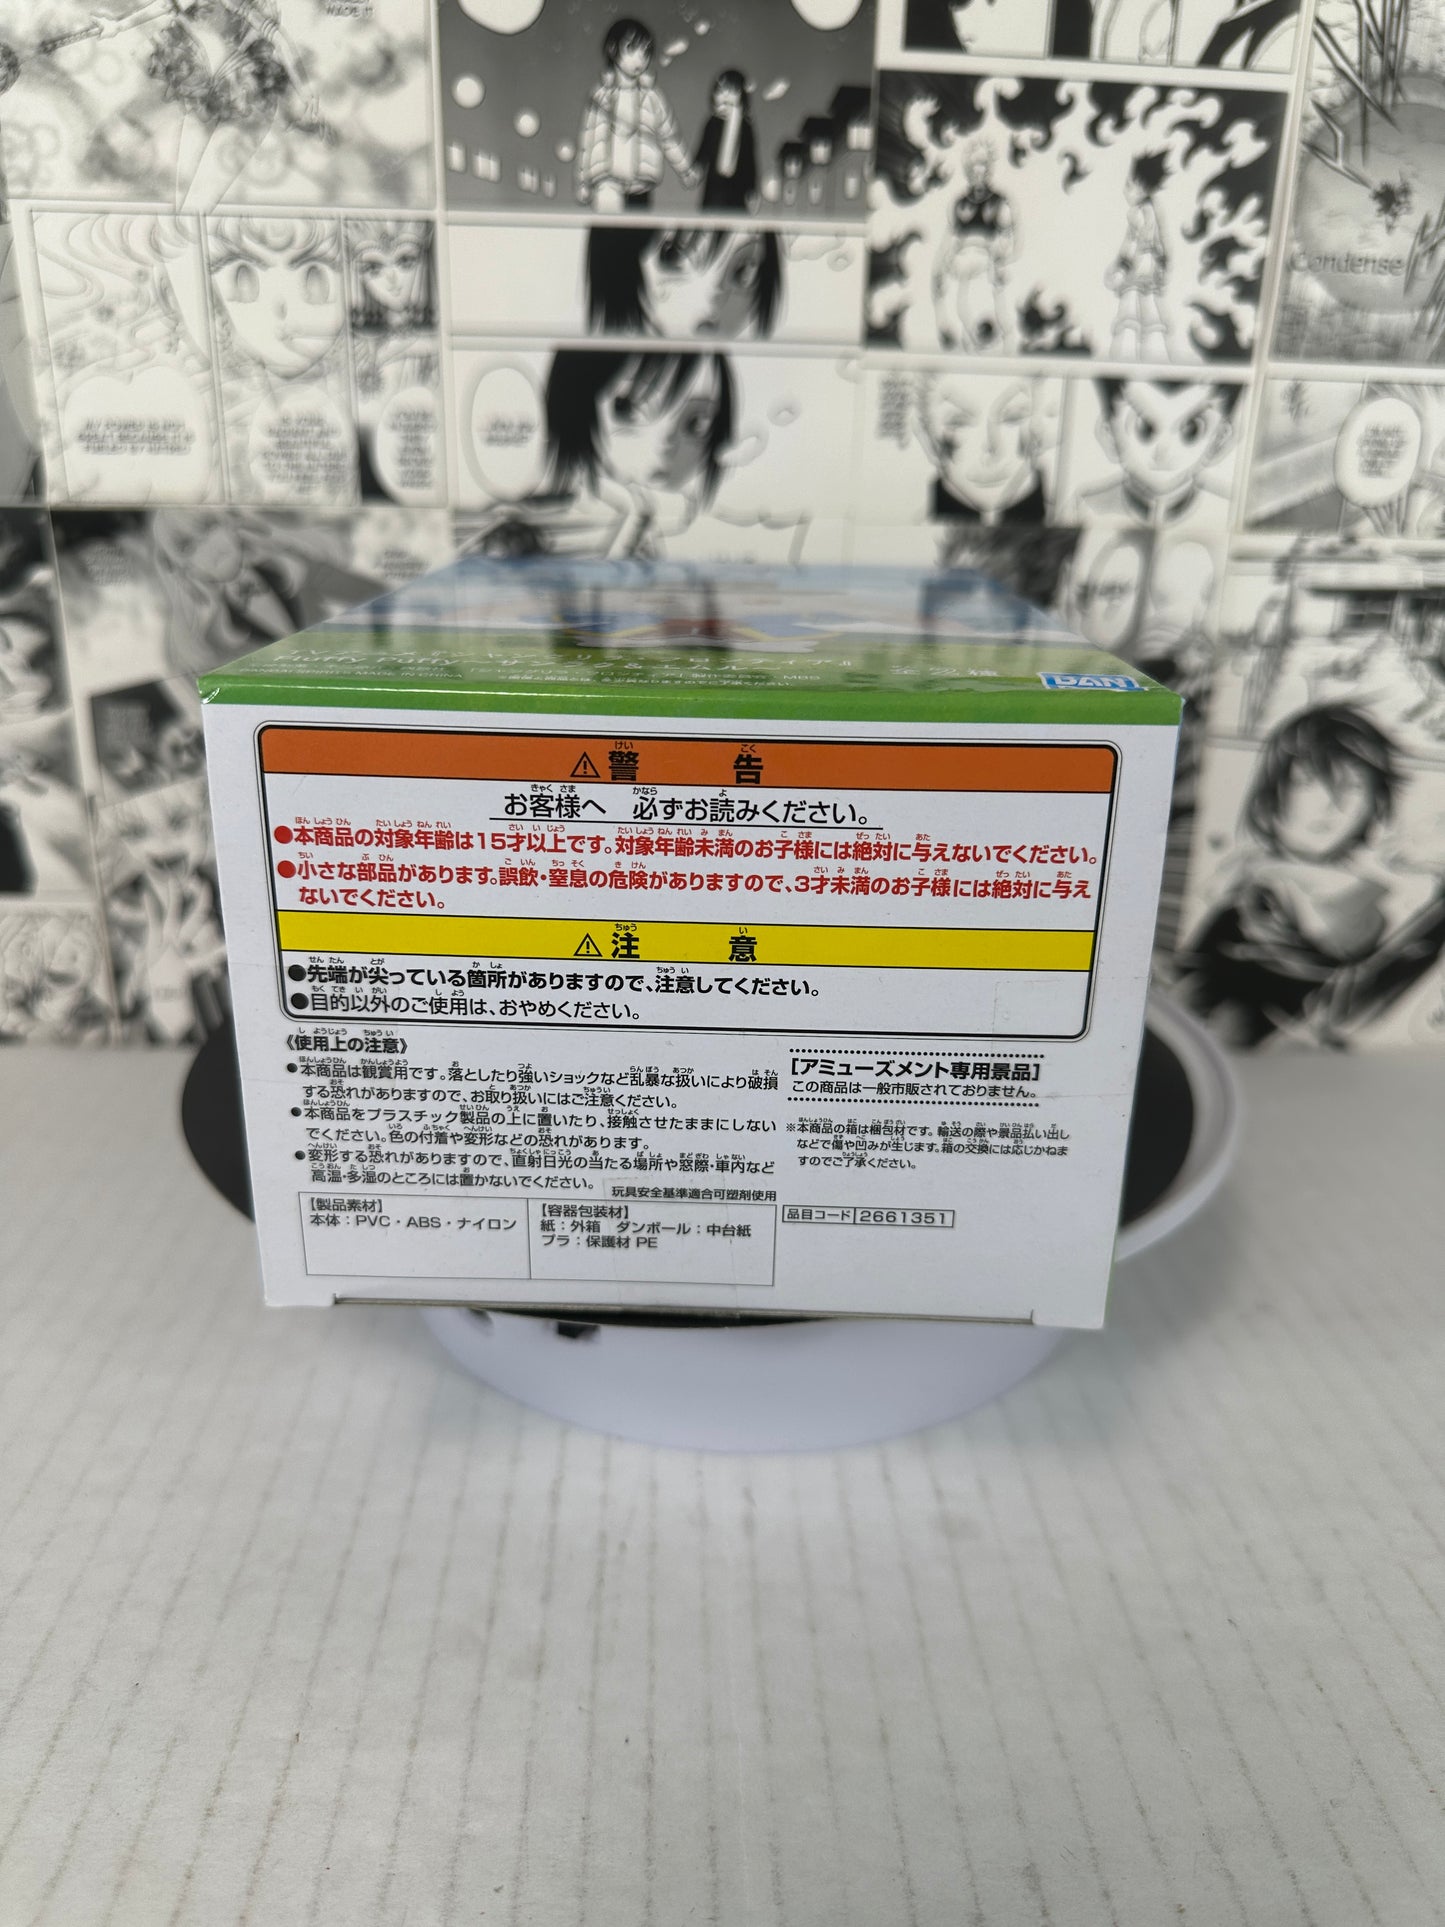 Condense
Fluffy Puffy
MADE IN CHINA
全2種
BAN
⚠警告
お客様へ 必ずお読みください。
●本商品の対象年齢は15才以上です。対象年齢未満のお子様には絶対に与えないでください。
●小さな部品があります。誤飲・窒息の危険がありますので、3才未満のお子様には絶対に与え
ないでください。
⚠注意
●先端が尖っている箇所がありますので、注意してください。
●目的以外のご使用は、おやめください。
《使用上の注意》
●本商品は観賞用です。落としたり強いショックなど乱暴な扱いにより破損
する恐れがありますので、お取り扱いにはご注意ください。
●本商品をプラスチック製品の上に置いたり、接触させたままにしない
でください。色の付着や変形などの恐れがあります。
●変形する恐れがありますので、直射日光の当たる場所や窓際・車内など
高温・多湿のところには置かないでください。
玩具安全基準適合可塑剤使用
[アミューズメント専用景品]
この商品は一般市販されておりません。
※本商品の箱は梱包材です。輸送の際や景品払い出し
などで傷や凹みが生じます。箱の交換には応じかねま
すのでご了承ください。
【製品素材】
本体：PVC・ABS・ナイロン
【容器包装材】
紙：外箱 ダンボール：中台紙
プラ：保護材 PE
品目コード 2661351